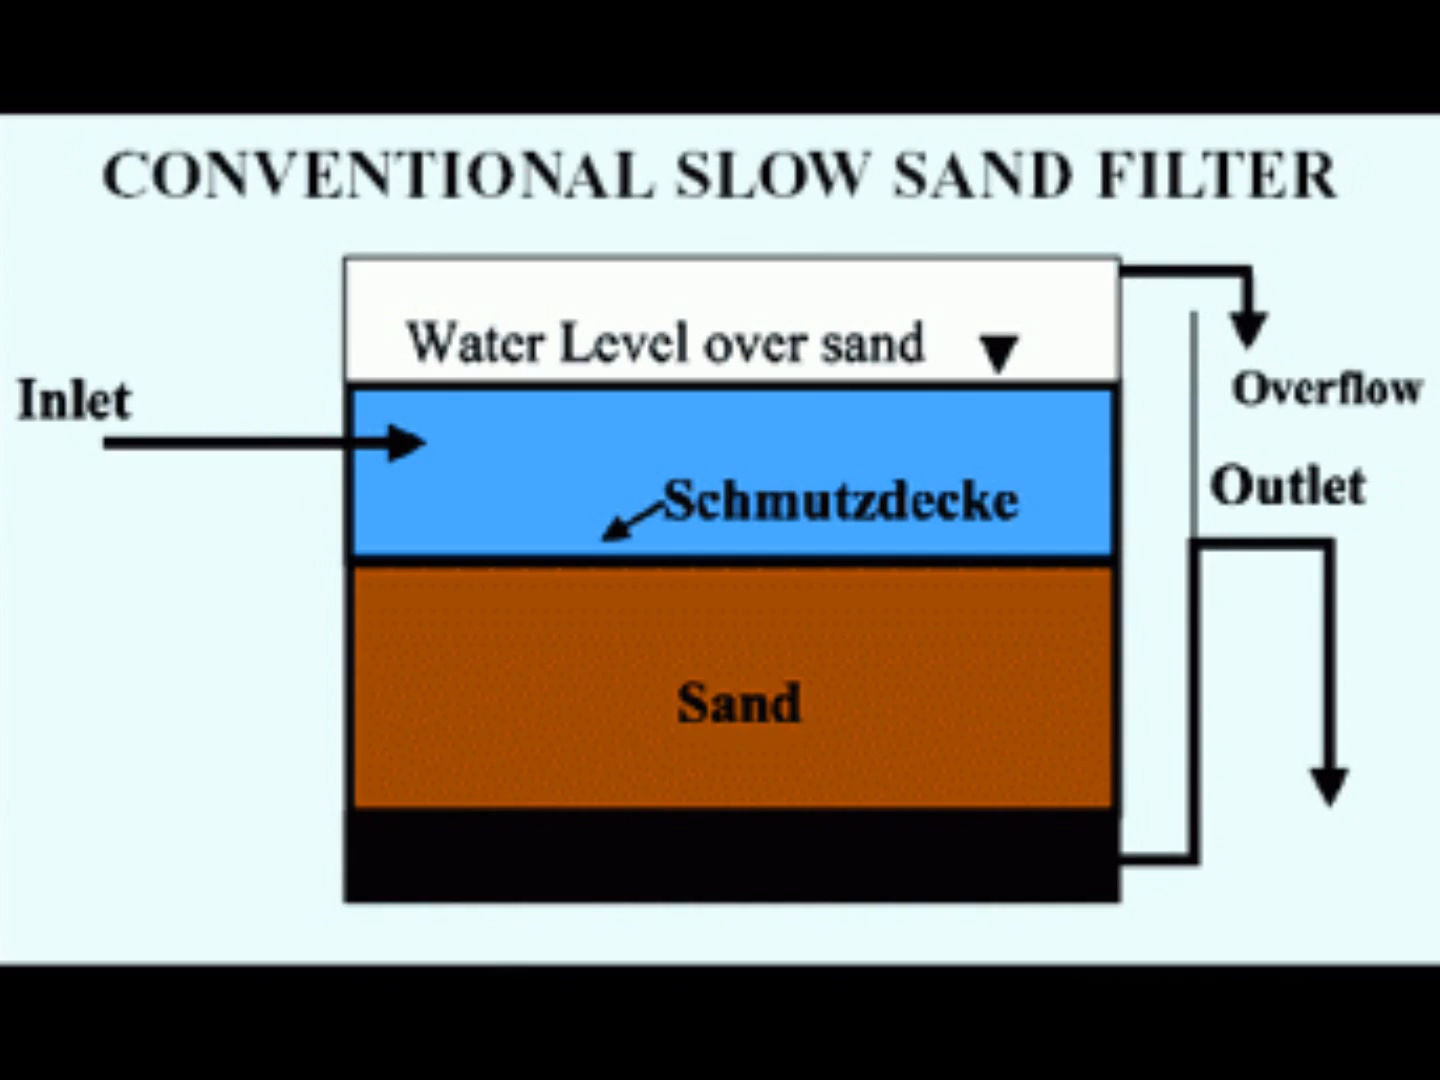 CONVENTIONAL SLOW SAND FILTER
Water Level over sand
Inlet
Overflow
Schmutzdecke
Outlet
Sand